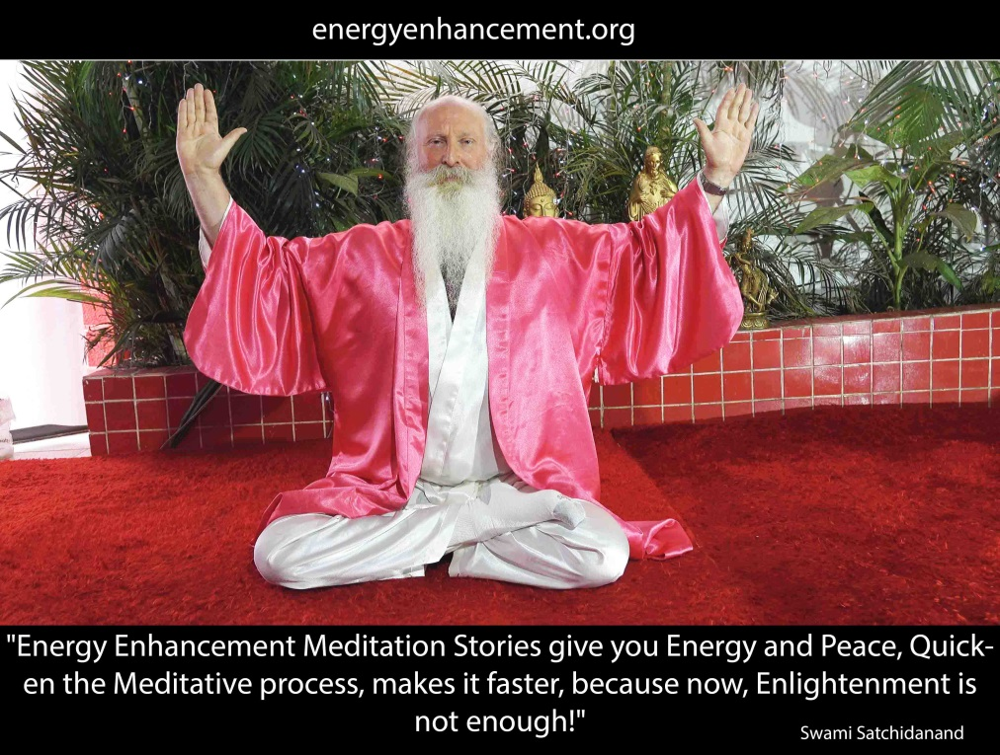 energyenhancement.org
"Energy Enhancement Meditation Stories give you Energy and Peace, Quick-
en the Meditative process, makes it faster, because now, Enlightenment is
not enough!"
Swami Satchidanand